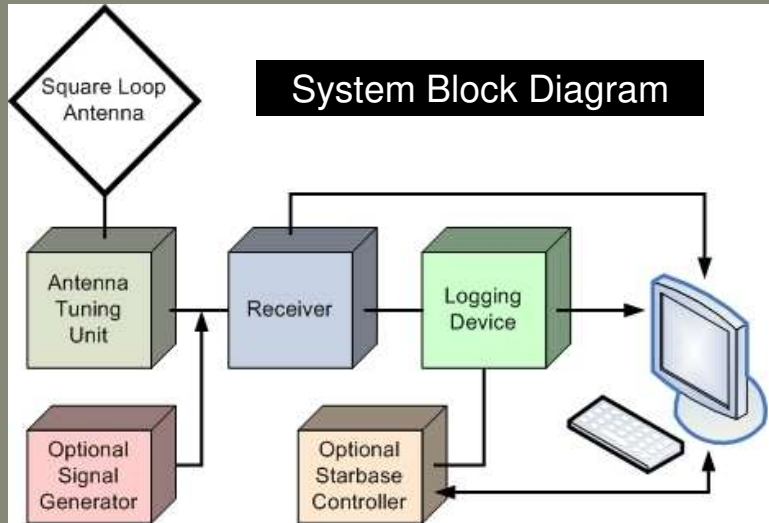 Square Loop
Antenna
System Block Diagram
Antenna
Tuning
Unit
Receiver
Logging
Device
Optional
Signal
Generator
Optional
Starbase
Controller